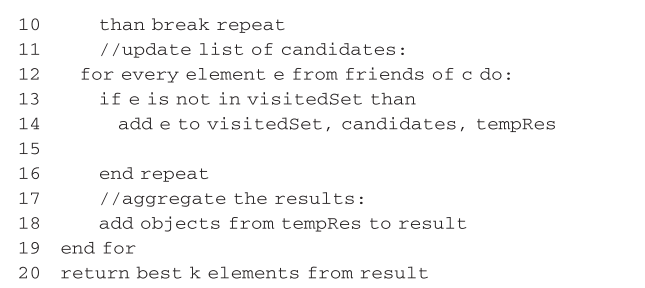 10 than break repeat
11 //update list of candidates:
12 for every element e from friends of c do:
13 if e is not in visitedSet than
14 add e to visitedSet, candidates, tempRes
15
16 end repeat
17 //aggregate the results:
18 add objects from tempRes to result
19 end for
20 return best k elements from result